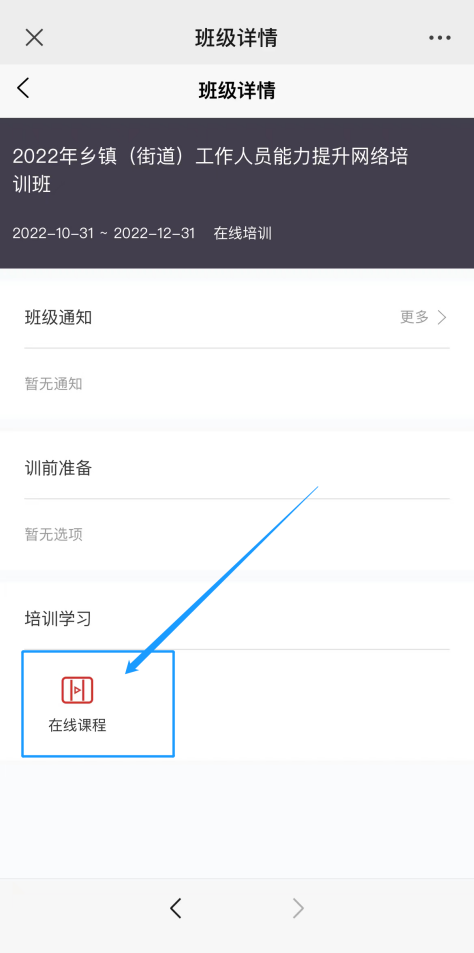 班级详情
班级详情
2022年乡镇（街道）工作人员能力提升网络培
训班
2022-10-31 ~ 2022-12-31 在线培训
班级通知 更多
暂无通知
训前准备
暂无选项
培训学习
在线课程